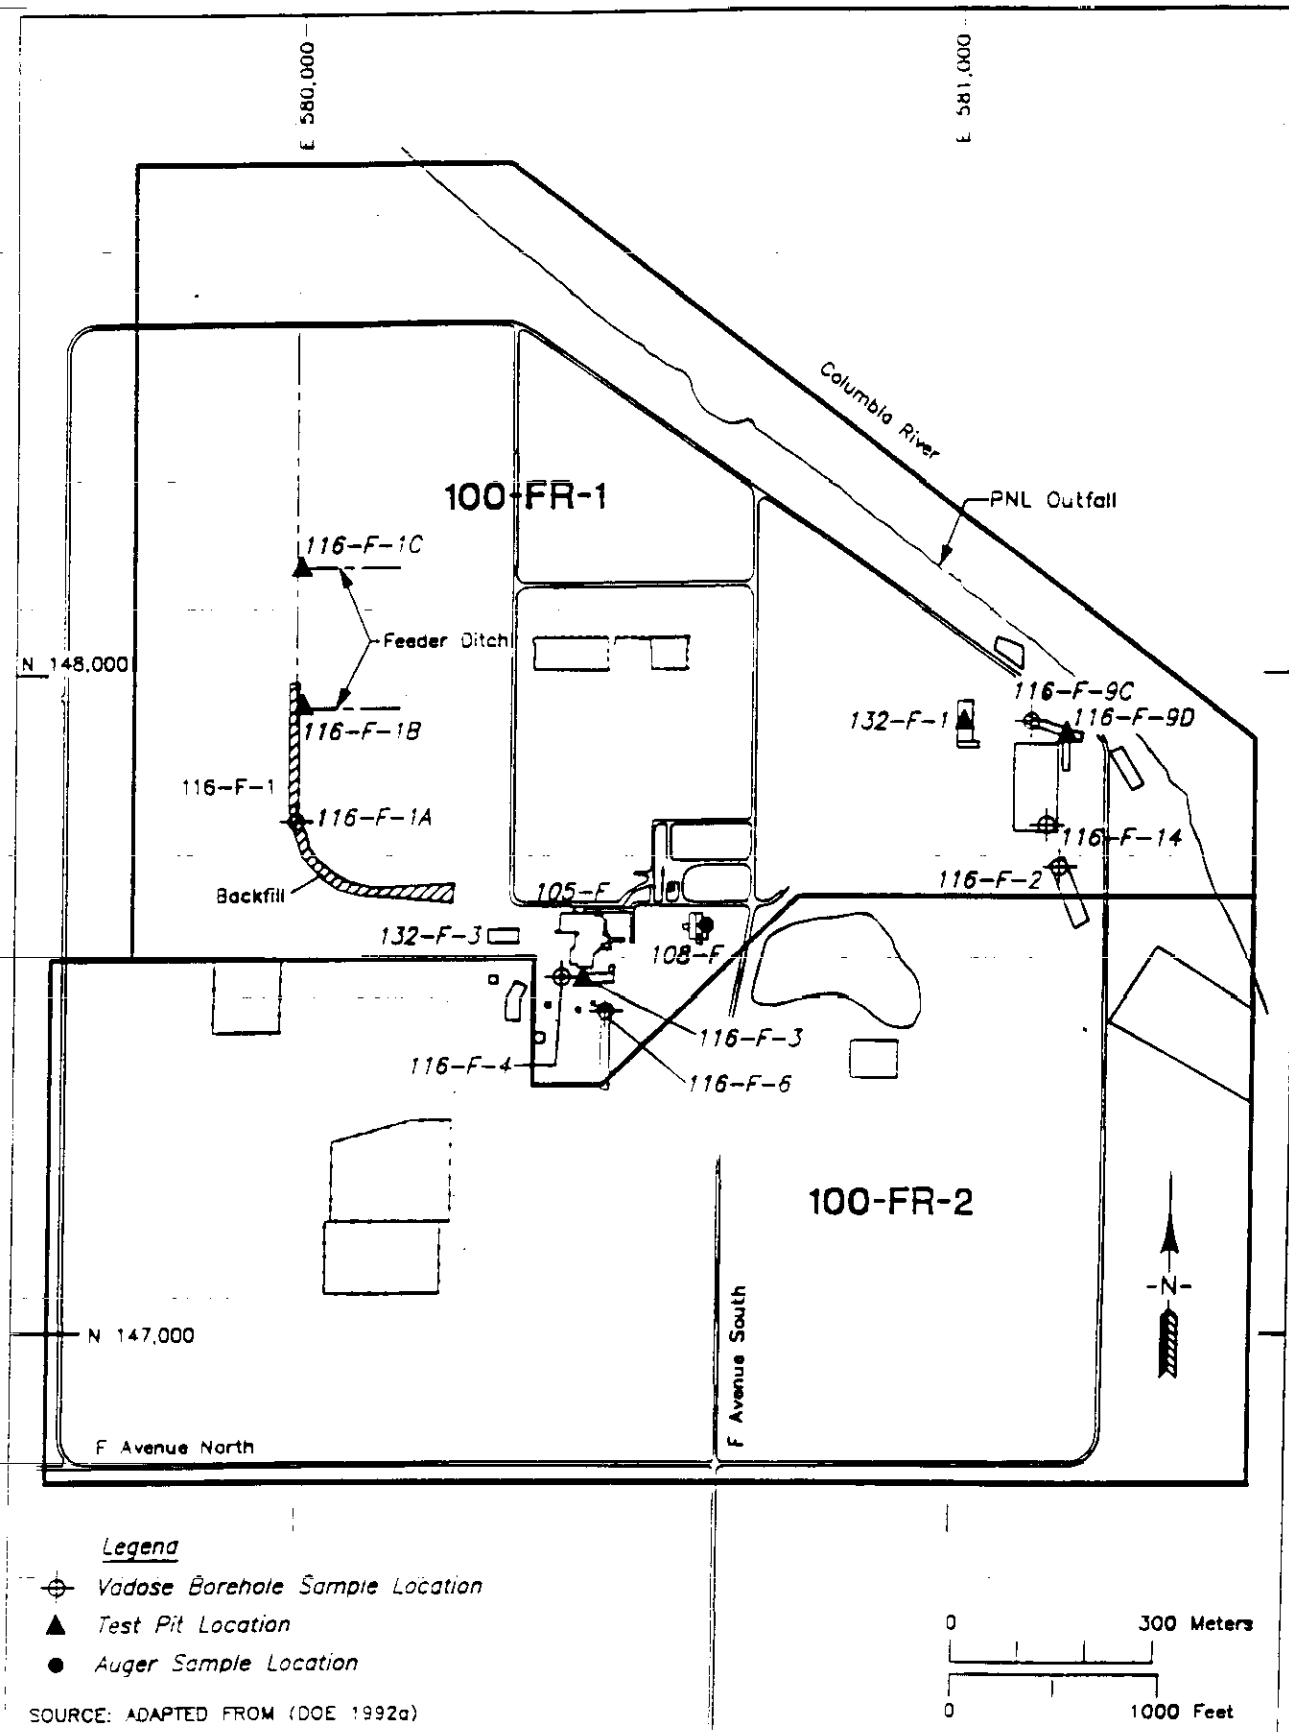 E 580,000
E 581,000
Columbia River
100-FR-1
PNL Outfall
116-F-1C
Feeder Ditch
N 148,000
116-F-9C
132-F-1
116-F-9D
116-F-1B
116-F-1
116-F-1A
116-F-14
116-F-2
Backfill
105-F
132-F-3
108-F
116-F-3
116-F-4
116-F-6
100-FR-2
-N-
N 147,000
F Avenue South
F Avenue North
Legend
Vadose Borehole Sample Location
Test Pit Location
Auger Sample Location
0 300 Meters
0 1000 Feet
SOURCE: ADAPTED FROM (DOE 1992a)